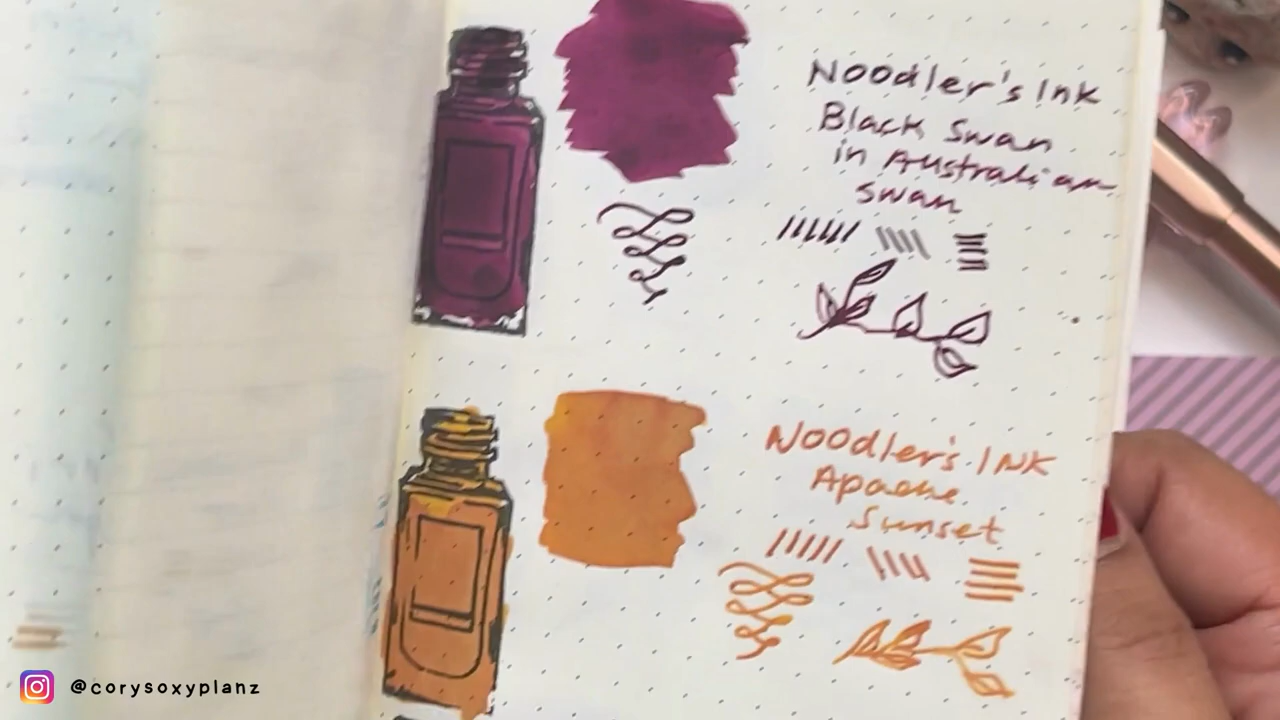 Noodler's Ink
Black Swan
in Australian
Swan
Noodler's INK
Apache
Sunset
@corysoxyplanz